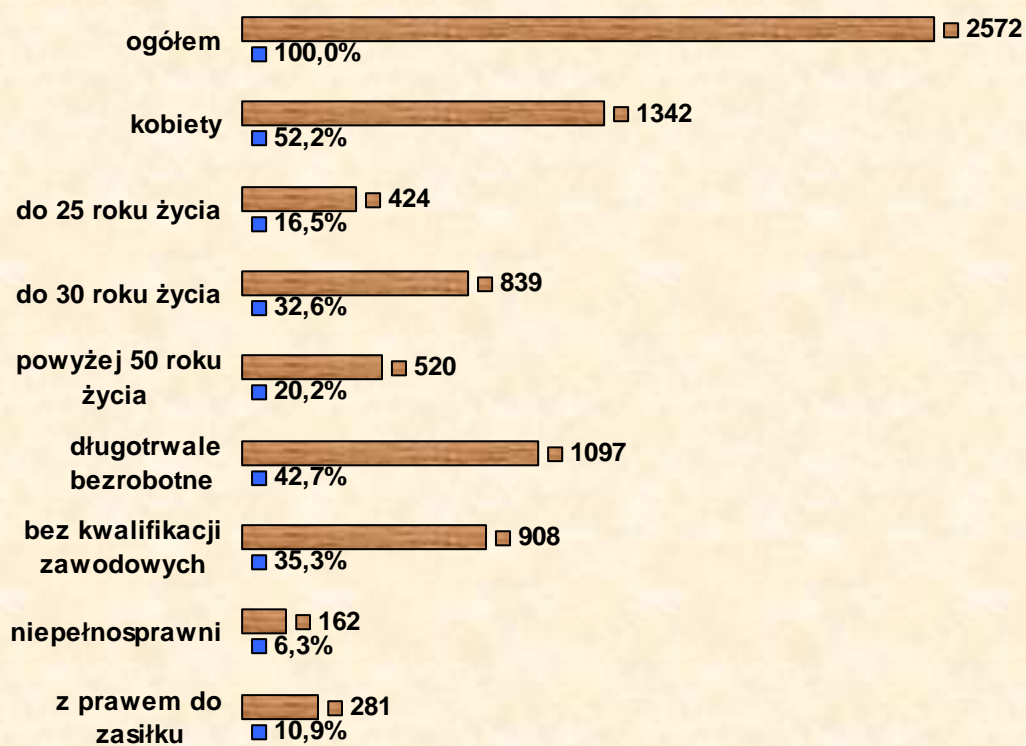 ogółem
2572
100,0%
kobiety
1342
52,2%
do 25 roku życia
424
16,5%
do 30 roku życia
839
32,6%
powyżej 50 roku
życia
520
20,2%
długotrwale
bezrobotne
1097
42,7%
bez kwalifikacji
zawodowych
908
35,3%
niepełnosprawni
162
6,3%
z prawem do
zasiłku
281
10,9%